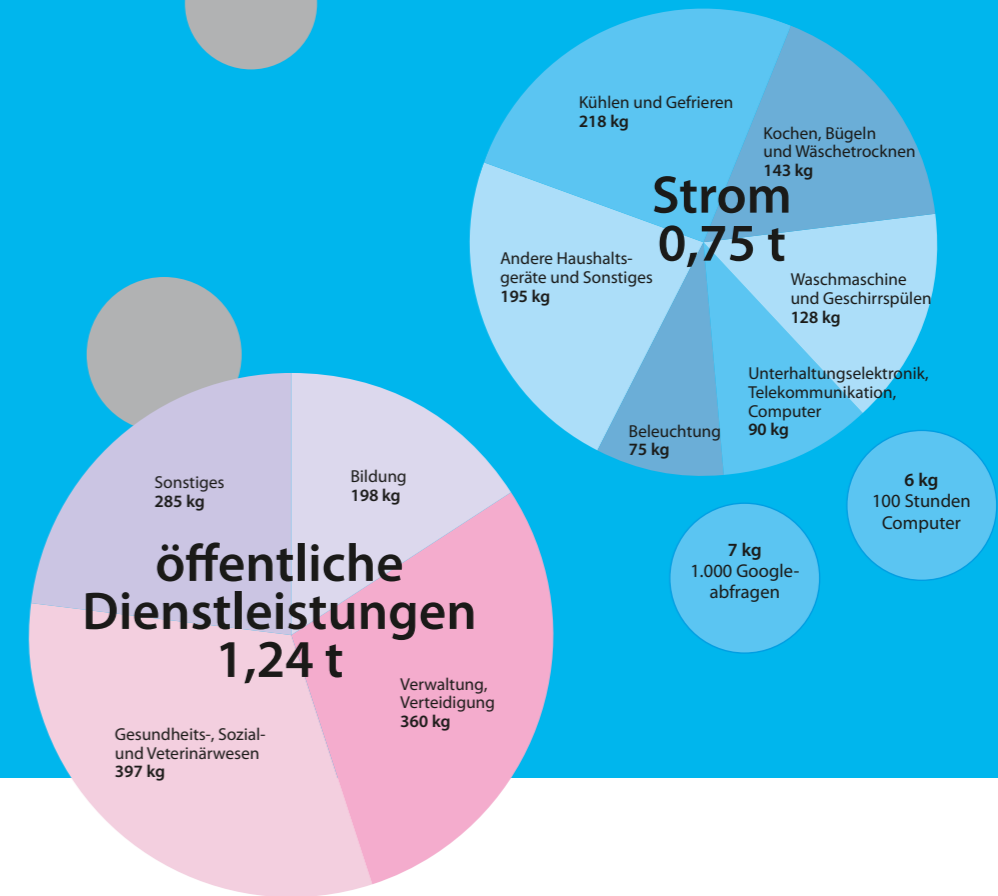 Kühlen und Gefrieren
218 kg
Kochen, Bügeln
und Wäschetrocknen
143 kg
Strom
0,75 t
Andere Haushalts-
geräte und Sonstiges
195 kg
Waschmaschine
und Geschirrspülen
128 kg
Unterhaltungselektronik,
Telekommunikation,
Computer
90 kg
Beleuchtung
75 kg
6 kg
100 Stunden
Computer
7 kg
1.000 Google-
abfragen
Sonstiges
285 kg
Bildung
198 kg
öffentliche
Dienstleistungen
1,24 t
Verwaltung,
Verteidigung
360 kg
Gesundheits-, Sozial-
und Veterinärwesen
397 kg